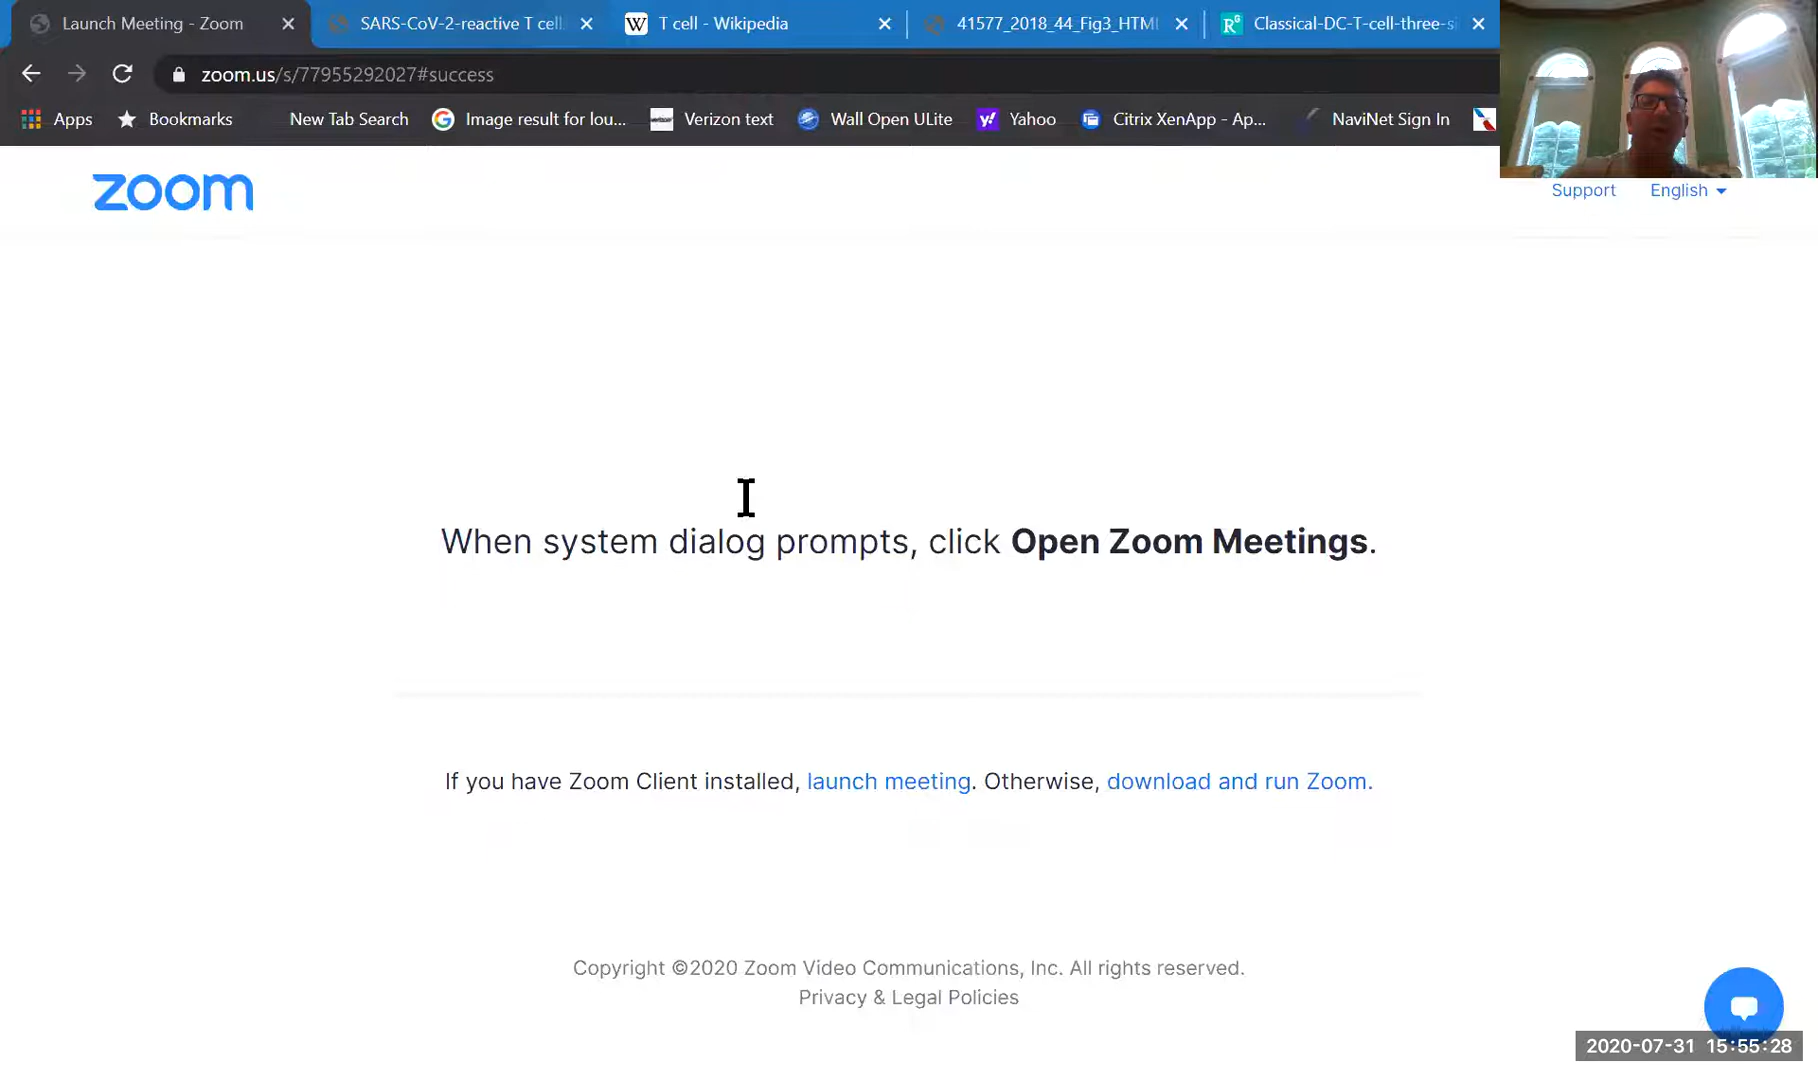 Launch Meeting - Zoom
SARS-CoV-2-reactive T cell
T cell - Wikipedia
41577_2018_44_Fig3_HTM
Classical-DC-T-cell-three-si
zoom.us/s/77955292027#success
Apps
Bookmarks
New Tab Search
Image result for lou...
Verizon text
Wall Open ULite
Yahoo
Citrix XenApp - Ap...
NaviNet Sign In
zoom
Support
English
When system dialog prompts, click Open Zoom Meetings.
If you have Zoom Client installed, launch meeting. Otherwise, download and run Zoom.
Copyright ©2020 Zoom Video Communications, Inc. All rights reserved.
Privacy & Legal Policies
2020-07-31 15:55:28